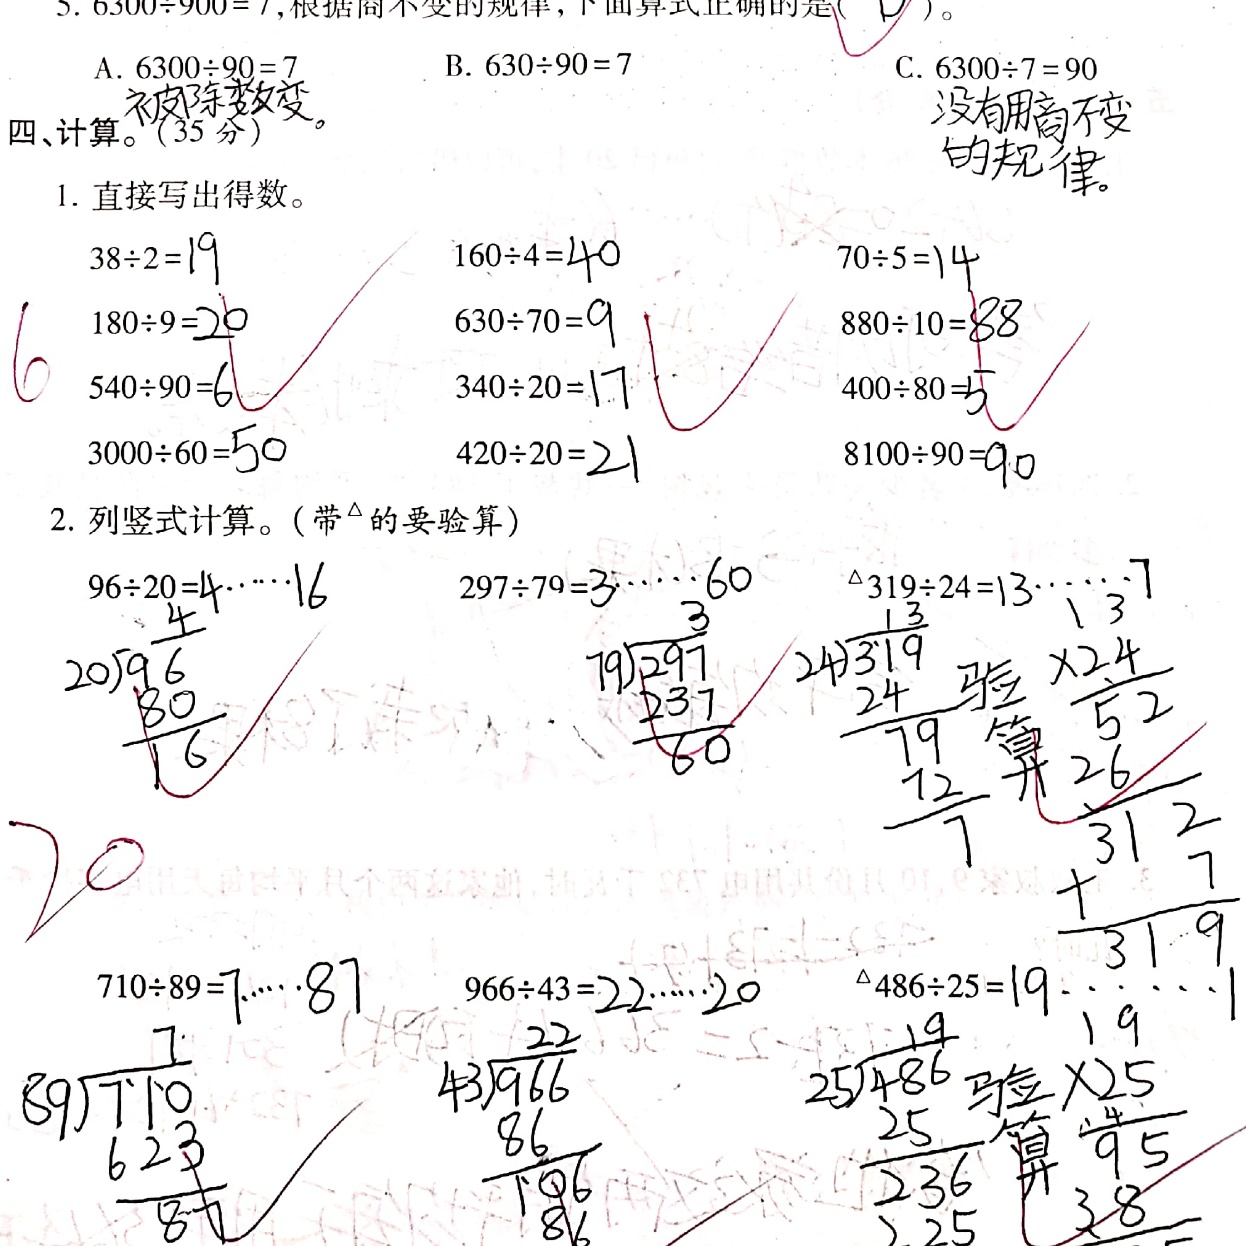 5. 6300÷900=7,根据商不变的规律,下面算式正确的是( D )。
A. 6300÷90=7 B. 630÷90=7 C. 6300÷7=90
被除数变。 没有用商不变
四、计算。(35分) 的规律。
1. 直接写出得数。
38÷2=19 160÷4=40 70÷5=14
180÷9=20 630÷70=9 880÷10=88
6
540÷90=6 340÷20=17 400÷80=5
3000÷60=50 420÷20=21 8100÷90=90
2. 列竖式计算。(带△的要验算)
96÷20=4……16 297÷79=3……60 △319÷24=13……7
4 3 13 13
20)96 79)297 24)319 验 ×24
80 237 24 算 52
16 60 79 26
72 312
7 + 7
20
319
710÷89=7……87 966÷43=22……20 △486÷25=19……1
7 22 19 19
89)710 43)966 25)486 验 ×25
623 86 25 算 95
87 106 236 38
86 225